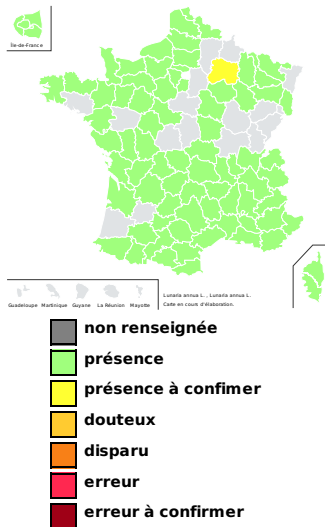 Île-de-France
Guadeloupe Martinique Guyane La Réunion Mayotte
Lunaria annua L. , Lunaria annua L.
Carte en cours d'élaboration.
non renseignée
présence
présence à confimer
douteux
disparu
erreur
erreur à confirmer